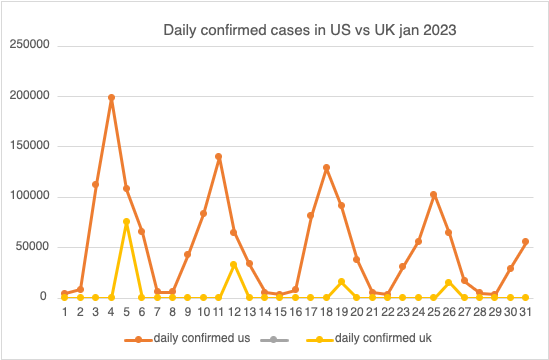 Daily confirmed cases in US vs UK jan 2023
250000
200000
150000
100000
50000
0
1 2 3 4 5 6 7 8 9 10 11 12 13 14 15 16 17 18 19 20 21 22 23 24 25 26 27 28 29 30 31
daily confirmed us daily confirmed uk